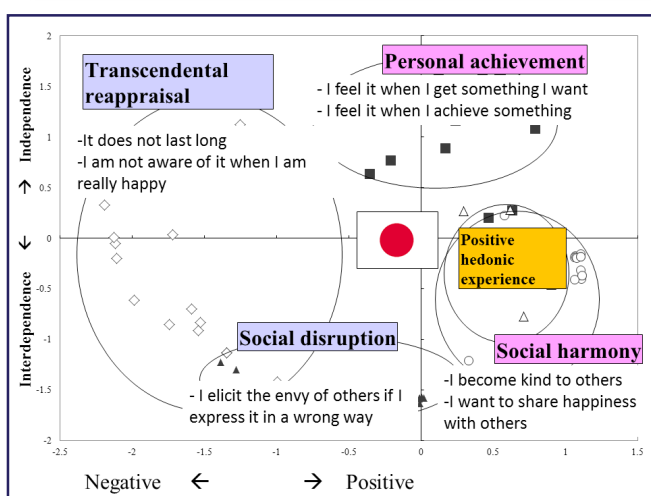 2
1.5
1
0.5
0
-0.5
-1
-1.5
-2
-2.5
-2
-1.5
-1
-0.5
0
0.5
1
1.5
Independence →
← Interdependence
Negative ← → Positive
Transcendental
reappraisal
-It does not last long
-I am not aware of it when I am
really happy
Personal achievement
- I feel it when I get something I want
- I feel it when I achieve something
Positive
hedonic
experience
Social disruption
- I elicit the envy of others if I
express it in a wrong way
Social harmony
-I become kind to others
-I want to share happiness
with others